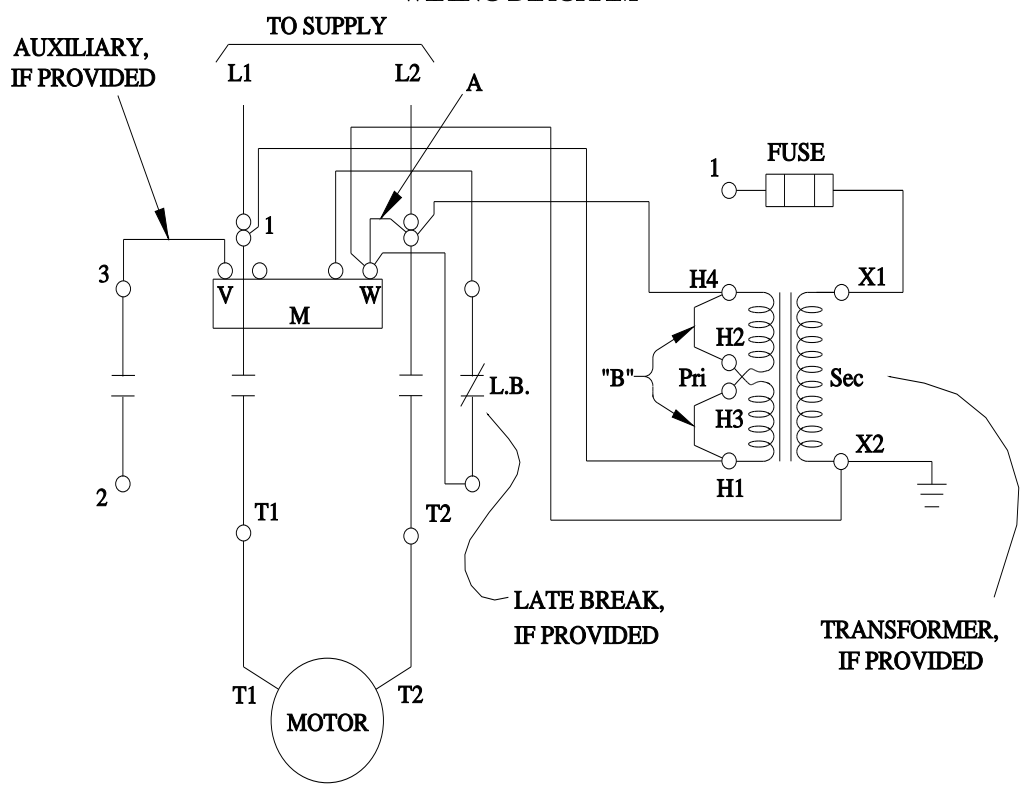 TO SUPPLY
AUXILIARY,
IF PROVIDED
L1
L2
A
FUSE
1
1
3
V
W
M
H4
X1
H2
"B"
Pri
Sec
L.B.
H3
X2
H1
2
T1
T2
LATE BREAK,
IF PROVIDED
TRANSFORMER,
IF PROVIDED
T1
T2
MOTOR